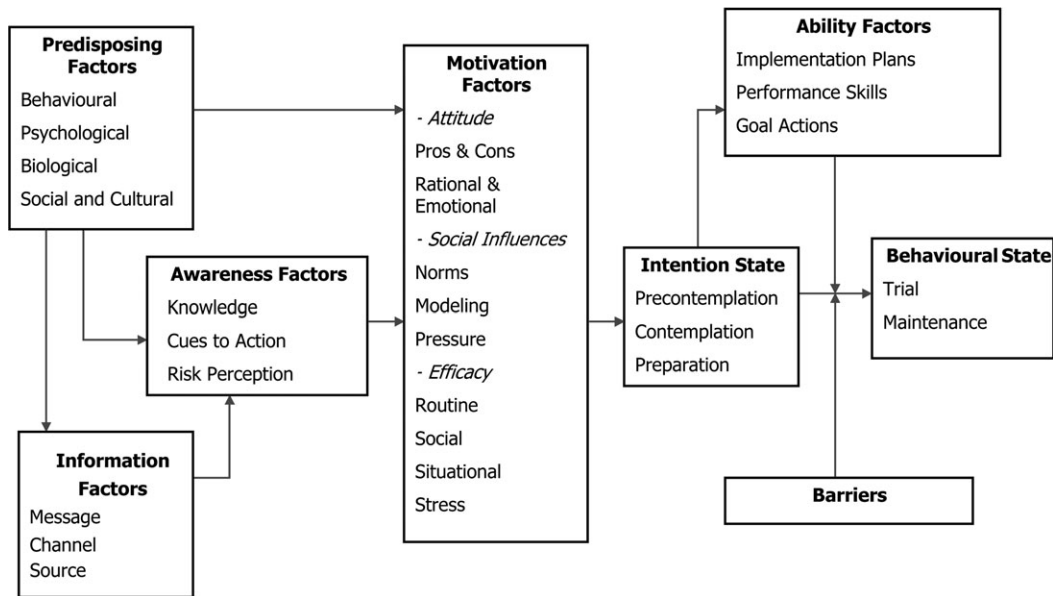 Predisposing
Factors
Behavioural
Psychological
Biological
Social and Cultural
Awareness Factors
Knowledge
Cues to Action
Risk Perception
Information
Factors
Message
Channel
Source
Motivation
Factors
- Attitude
Pros & Cons
Rational &
Emotional
- Social Influences
Norms
Modeling
Pressure
- Efficacy
Routine
Social
Situational
Stress
Intention State
Precontemplation
Contemplation
Preparation
Ability Factors
Implementation Plans
Performance Skills
Goal Actions
Behavioural State
Trial
Maintenance
Barriers